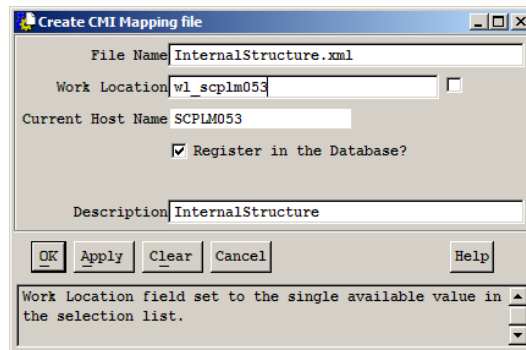 Create CMI Mapping file
File Name InternalStructure.xml
Work Location wl_scplm053
Current Host Name SCPLM053
Register in the Database?
Description InternalStructure
OK Apply Clear Cancel Help
Work Location field set to the single available value in
the selection list.